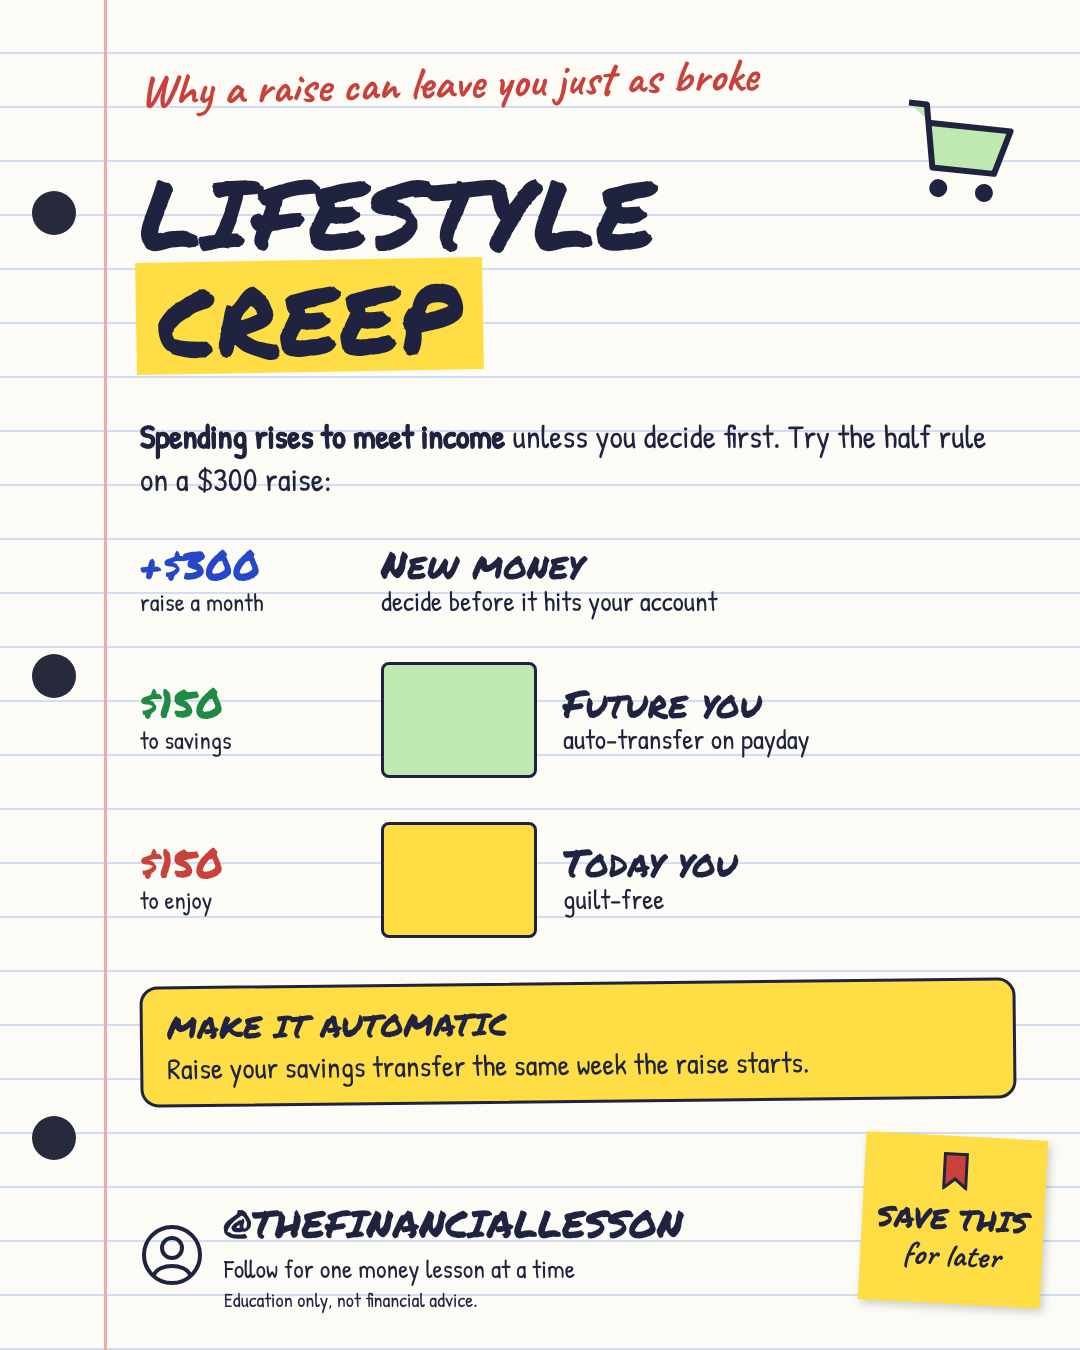 Why a raise can leave you just as broke
LIFESTYLE
CREEP
Spending rises to meet income unless you decide first. Try the half rule
on a $300 raise:
+$300
raise a month
New money
decide before it hits your account
$150
to savings
Future you
auto-transfer on payday
$150
to enjoy
Today you
guilt-free
MAKE IT AUTOMATIC
Raise your savings transfer the same week the raise starts.
@THEFINANCIALLESSON
Follow for one money lesson at a time
Education only, not financial advice.
SAVE THIS
for later